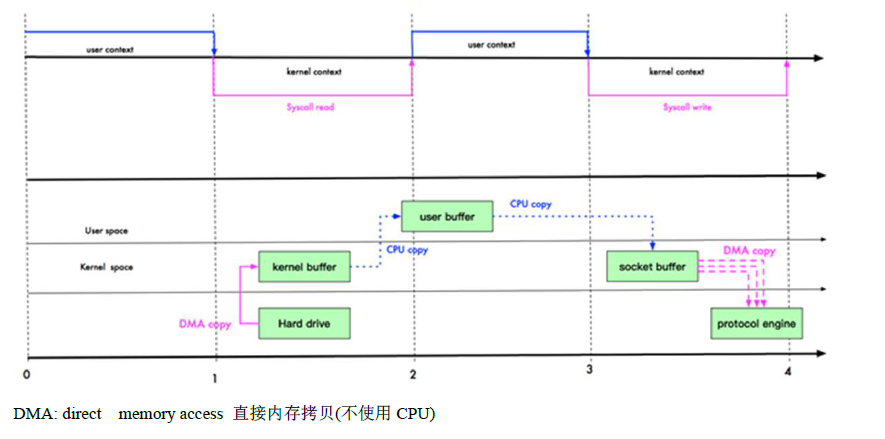 user context
user context
kernel context
kernel context
Syscall read
Syscall write
CPU copy
user buffer
User space
CPU copy
DMA copy
Kernel space
kernel buffer
socket buffer
DMA copy
Hard drive
protocol engine
0
1
2
3
4
DMA: direct memory access 直接内存拷贝(不使用 CPU)